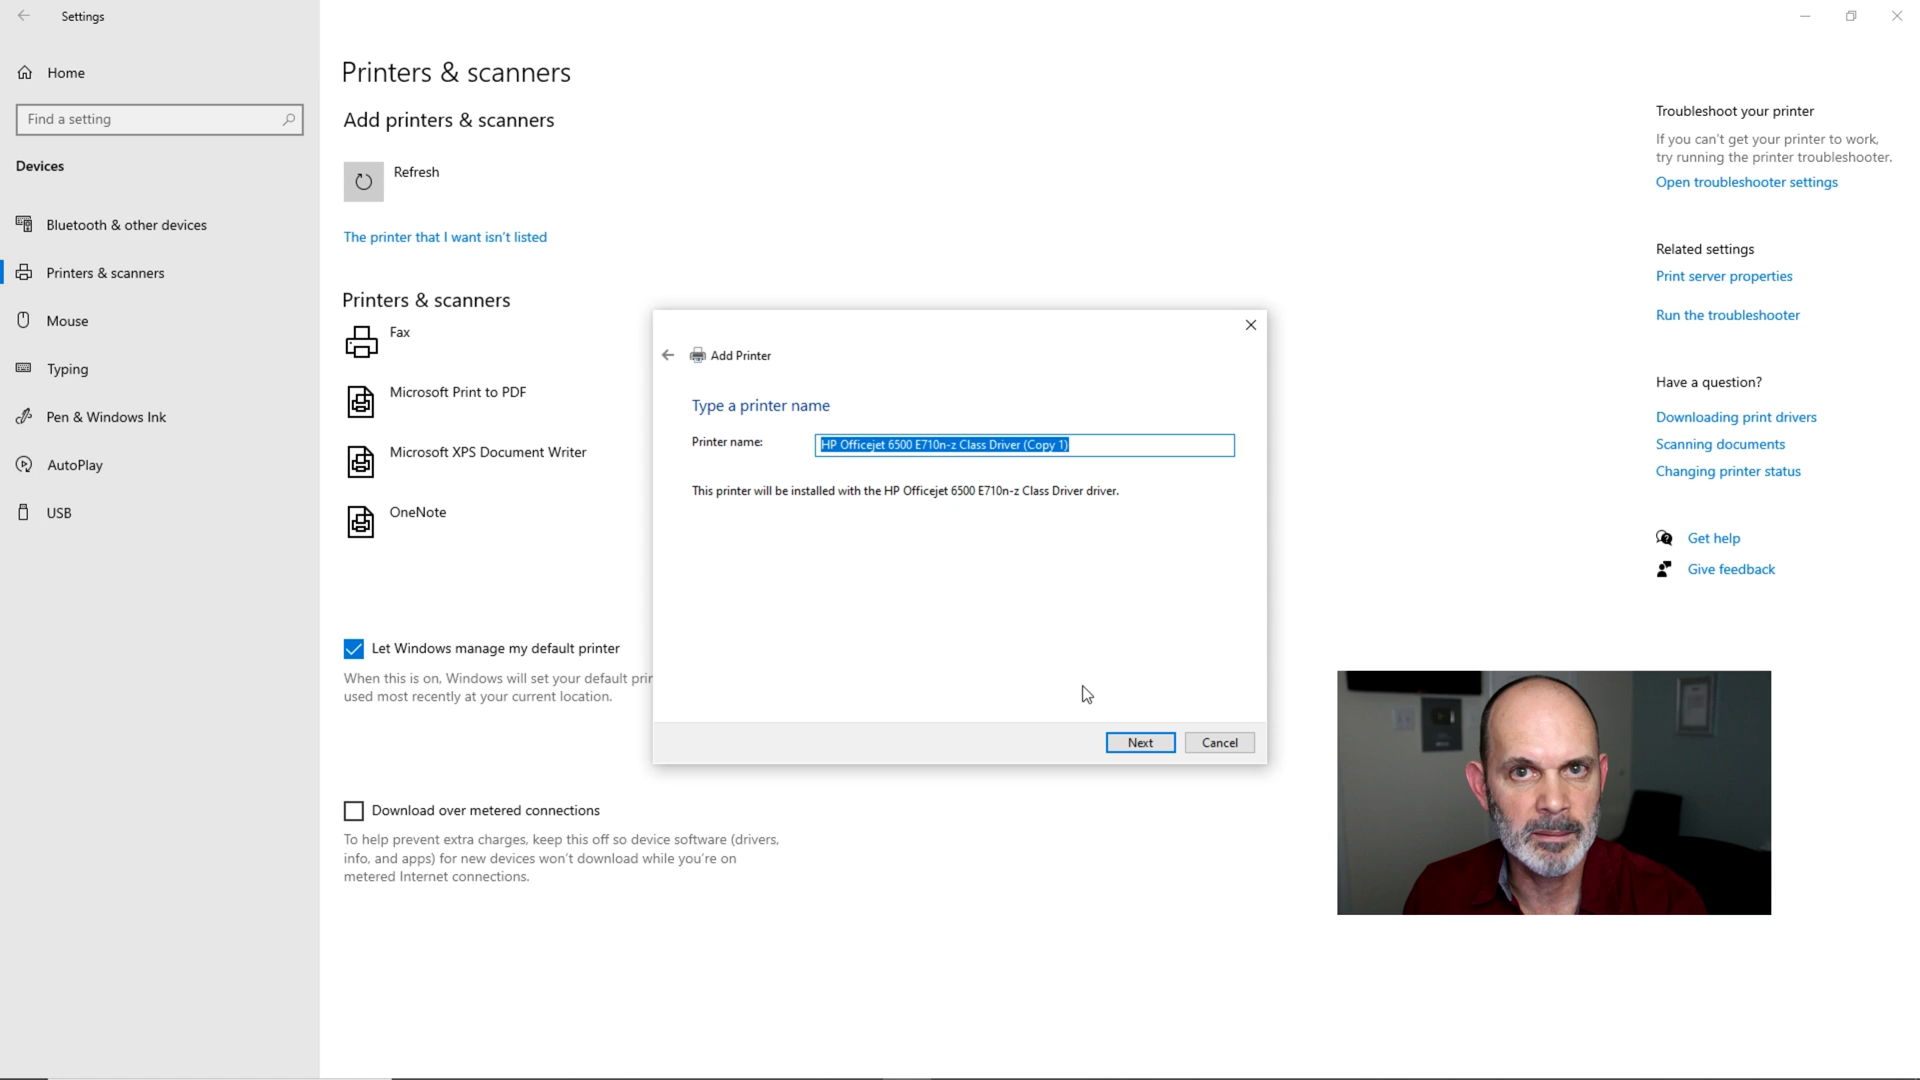 Settings
Home
Find a setting
Devices
Bluetooth & other devices
Printers & scanners
Mouse
Typing
Pen & Windows Ink
AutoPlay
USB
Printers & scanners
Add printers & scanners
Refresh
The printer that I want isn't listed
Printers & scanners
Fax
Microsoft Print to PDF
Microsoft XPS Document Writer
OneNote
Let Windows manage my default printer
When this is on, Windows will set your default
used most recently at your current location.
Download over metered connections
To help prevent extra charges, keep this off so device software (drivers,
info, and apps) for new devices won't download while you're on
metered Internet connections.
Add Printer
Type a printer name
Printer name:
HP Officejet 6500 E710n-z Class Driver (Copy 1)
This printer will be installed with the HP Officejet 6500 E710n-z Class Driver driver.
Next
Cancel
Troubleshoot your printer
If you can't get your printer to work,
try running the printer troubleshooter.
Open troubleshooter settings
Related settings
Print server properties
Run the troubleshooter
Have a question?
Downloading print drivers
Scanning documents
Changing printer status
Get help
Give feedback